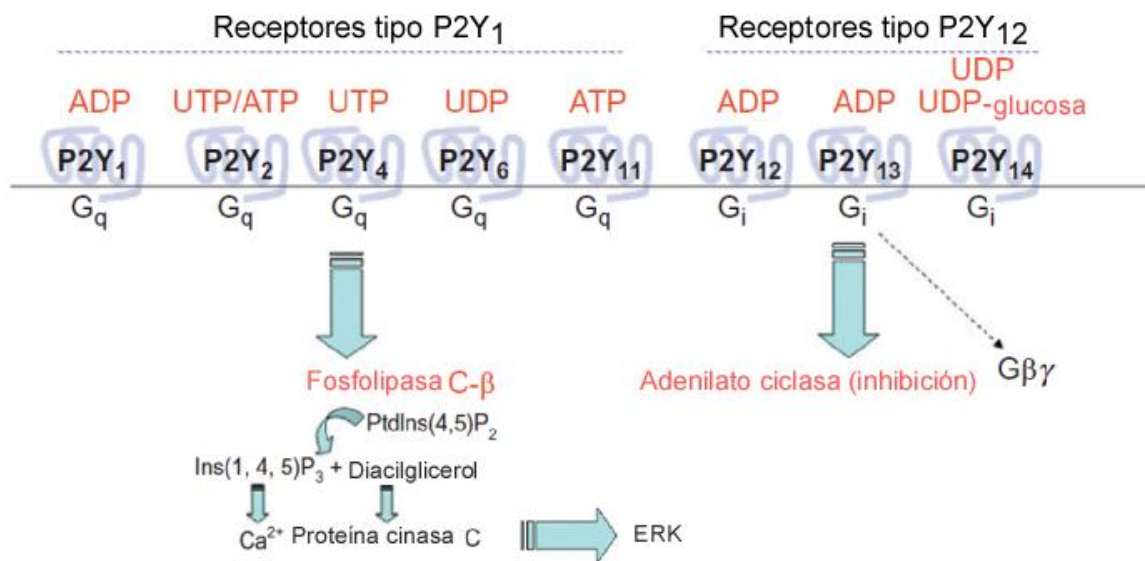 Receptores tipo P2Y1
Receptores tipo P2Y12
ADP
UTP/ATP
UTP
UDP
ATP
ADP
ADP
UDP
UDP-glucosa
P2Y1
P2Y2
P2Y4
P2Y6
P2Y11
P2Y12
P2Y13
P2Y14
Gq
Gq
Gq
Gq
Gq
Gi
Gi
Gi
Fosfolipasa C-β
Adenilato ciclasa (inhibición)
Gβγ
PtdIns(4,5)P2
Ins(1, 4, 5)P3 + Diacilglicerol
Ca2+ Proteína cinasa C
ERK